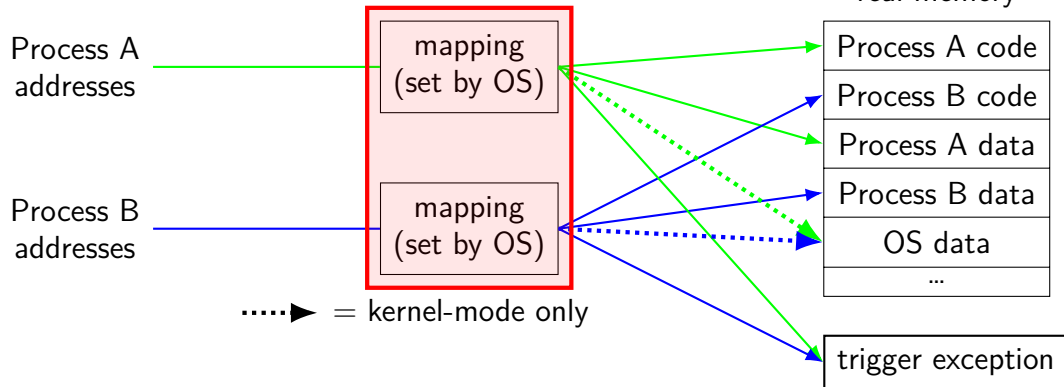 real memory
Process A
addresses
mapping
(set by OS)
Process A code
Process B code
Process A data
Process B
addresses
mapping
(set by OS)
Process B data
OS data
...
= kernel-mode only
trigger exception